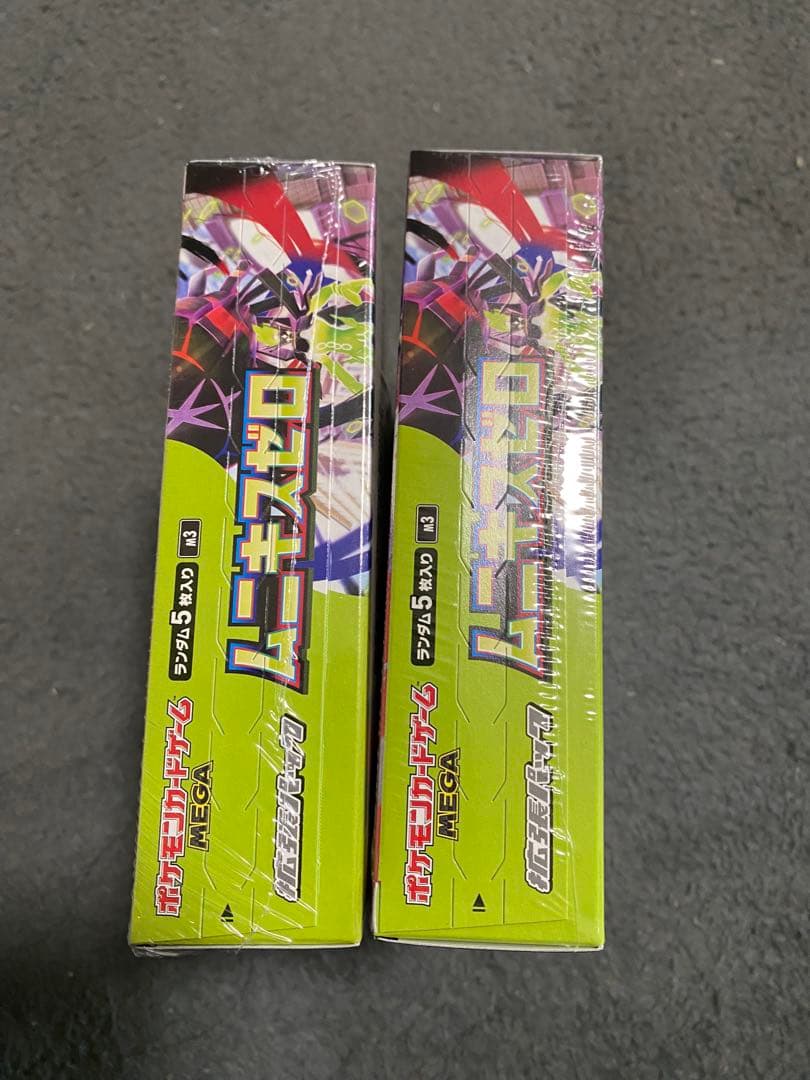 ポケモンカードゲーム
MEGA
ランダム5枚入り M3
拡張パック
ムニキスゼロ
ポケモンカードゲーム
MEGA
ランダム5枚入り M3
拡張パック
ムニキスゼロ